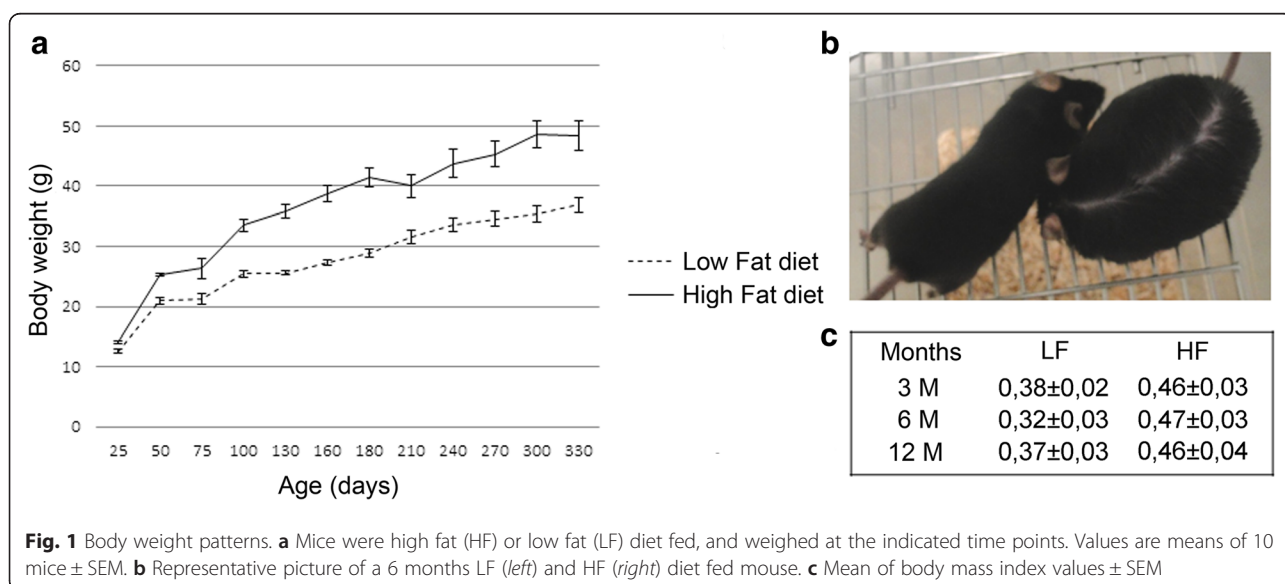 a
60
50
40
30
20
10
0
Body weight (g)
25 50 75 100 130 160 180 210 240 270 300 330
Age (days)
Low Fat diet
High Fat diet
b
c
Months LF HF
3 M 0,38±0,02 0,46±0,03
6 M 0,32±0,03 0,47±0,03
12 M 0,37±0,03 0,46±0,04
Fig. 1 Body weight patterns. a Mice were high fat (HF) or low fat (LF) diet fed, and weighed at the indicated time points. Values are means of 10
mice ± SEM. b Representative picture of a 6 months LF (left) and HF (right) diet fed mouse. c Mean of body mass index values ± SEM